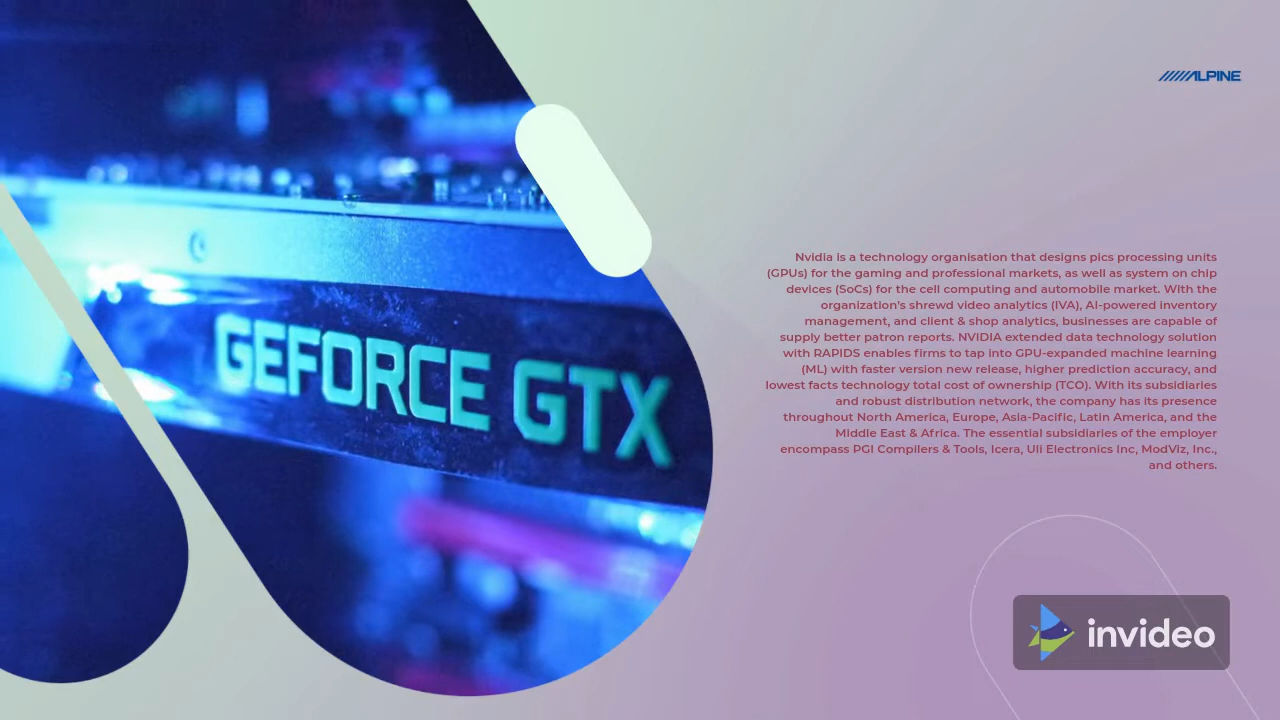 ALPINE
GEFORCE GTX
Nvidia is a technology organisation that designs pics processing units
(GPUs) for the gaming and professional markets, as well as system on chip
devices (SoCs) for the cell computing and automobile market. With the
organization's shrewd video analytics (IVA), AI-powered inventory
management, and client & shop analytics, businesses are capable of
supply better patron reports. NVIDIA extended data technology solution
with RAPIDS enables firms to tap into GPU-expanded machine learning
(ML) with faster version new release, higher prediction accuracy, and
lowest facts technology total cost of ownership (TCO). With its subsidiaries
and robust distribution network, the company has its presence
throughout North America, Europe, Asia-Pacific, Latin America, and the
Middle East & Africa. The essential subsidiaries of the employer
encompass PGI Compilers & Tools, Icera, Uli Electronics Inc, ModViz, Inc.,
and others.
invideo